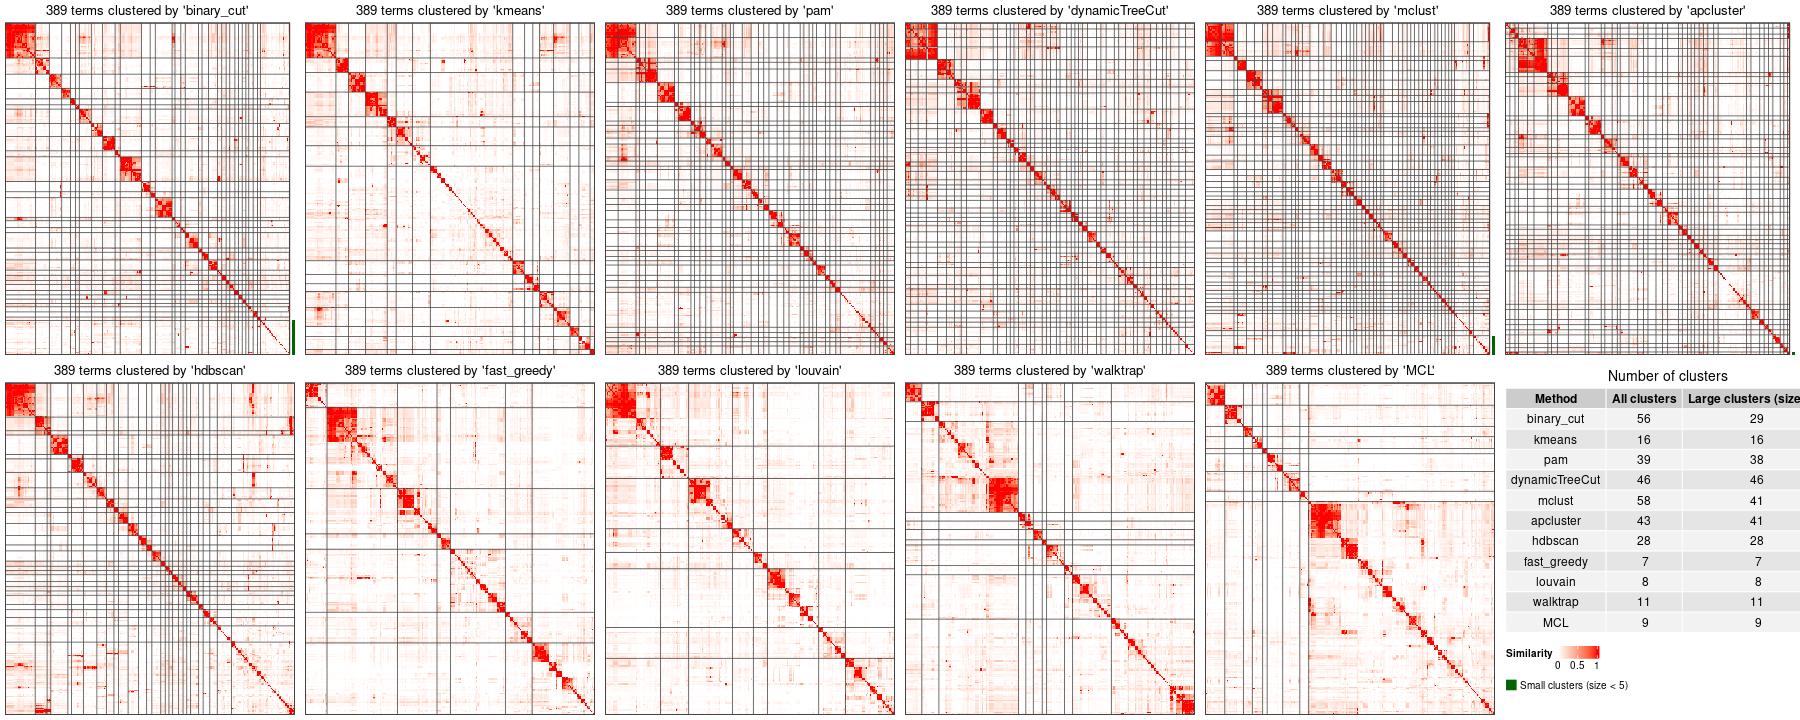 389 terms clustered by 'binary_cut'
389 terms clustered by 'kmeans'
389 terms clustered by 'pam'
389 terms clustered by 'dynamicTreeCut'
389 terms clustered by 'mclust'
389 terms clustered by 'apcluster'
389 terms clustered by 'hdbscan'
389 terms clustered by 'fast_greedy'
389 terms clustered by 'louvain'
389 terms clustered by 'walktrap'
389 terms clustered by 'MCL'
Number of clusters
Method All clusters Large clusters (size
binary_cut 56 29
kmeans 16 16
pam 39 38
dynamicTreeCut 46 46
mclust 58 41
apcluster 43 41
hdbscan 28 28
fast_greedy 7 7
louvain 8 8
walktrap 11 11
MCL 9 9
Similarity
0 0.5 1
Small clusters (size < 5)